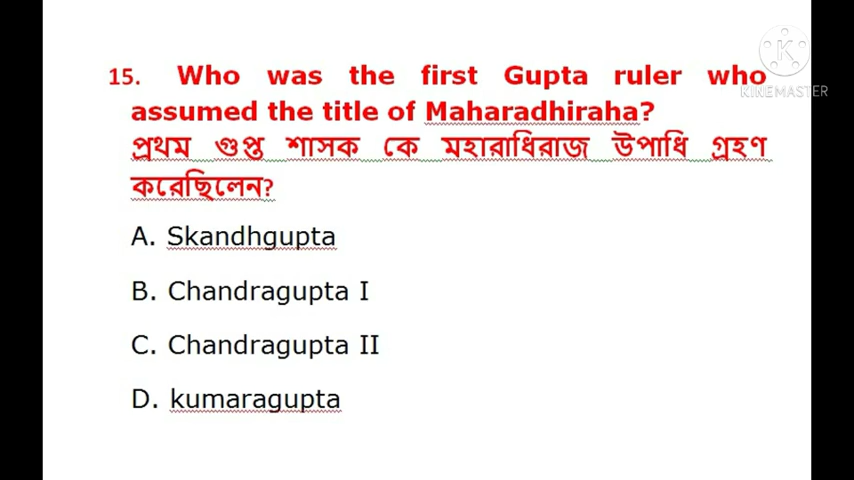 KINEMASTER
15. Who was the first Gupta ruler who
assumed the title of Maharadhiraha?
প্রথম গুপ্ত শাসক কে মহারাধিরাজ উপাধি গ্রহণ
করেছিলেন?
A. Skandhgupta
B. Chandragupta I
C. Chandragupta II
D. kumaragupta